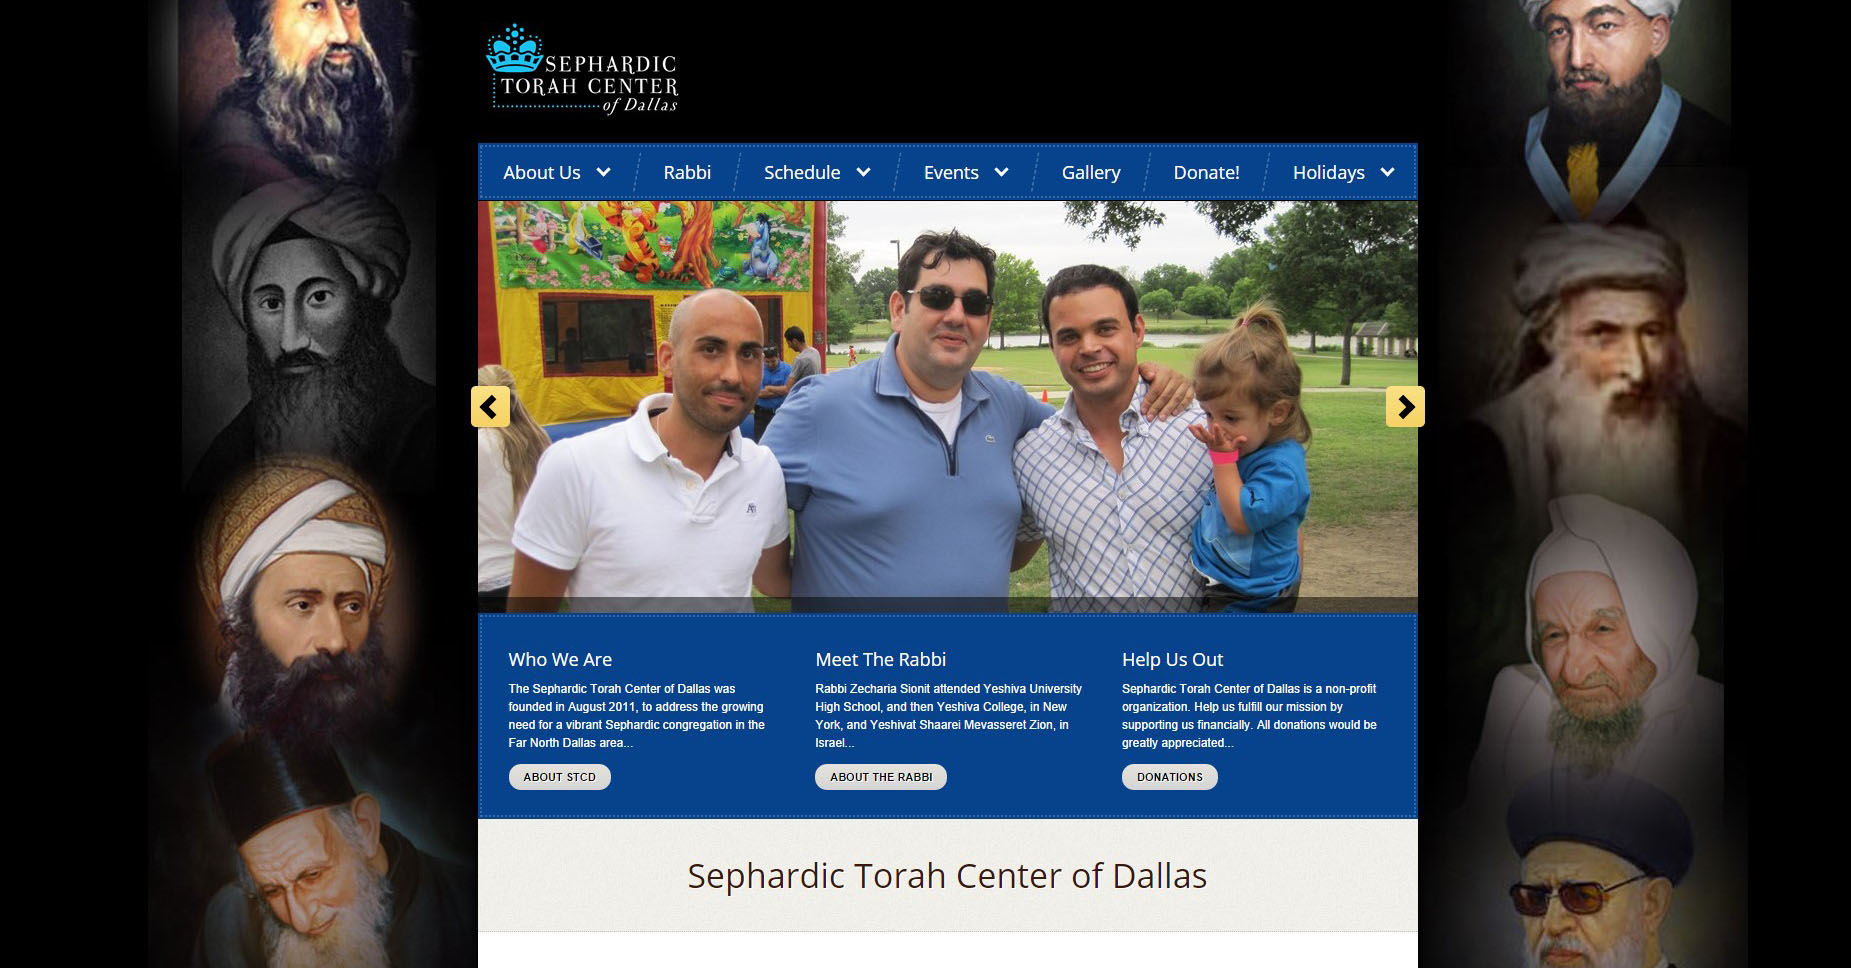 SEPHARDIC
TORAH CENTER
of Dallas
About Us
Rabbi
Schedule
Events
Gallery
Donate!
Holidays
Who We Are
The Sephardic Torah Center of Dallas was
founded in August 2011, to address the growing
need for a vibrant Sephardic congregation in the
Far North Dallas area...
ABOUT STCD
Meet The Rabbi
Rabbi Zecharia Sionit attended Yeshiva University
High School, and then Yeshiva College, in New
York, and Yeshivat Shaarei Mevasseret Zion, in
Israel...
ABOUT THE RABBI
Help Us Out
Sephardic Torah Center of Dallas is a non-profit
organization. Help us fulfill our mission by
supporting us financially. All donations would be
greatly appreciated...
DONATIONS
Sephardic Torah Center of Dallas